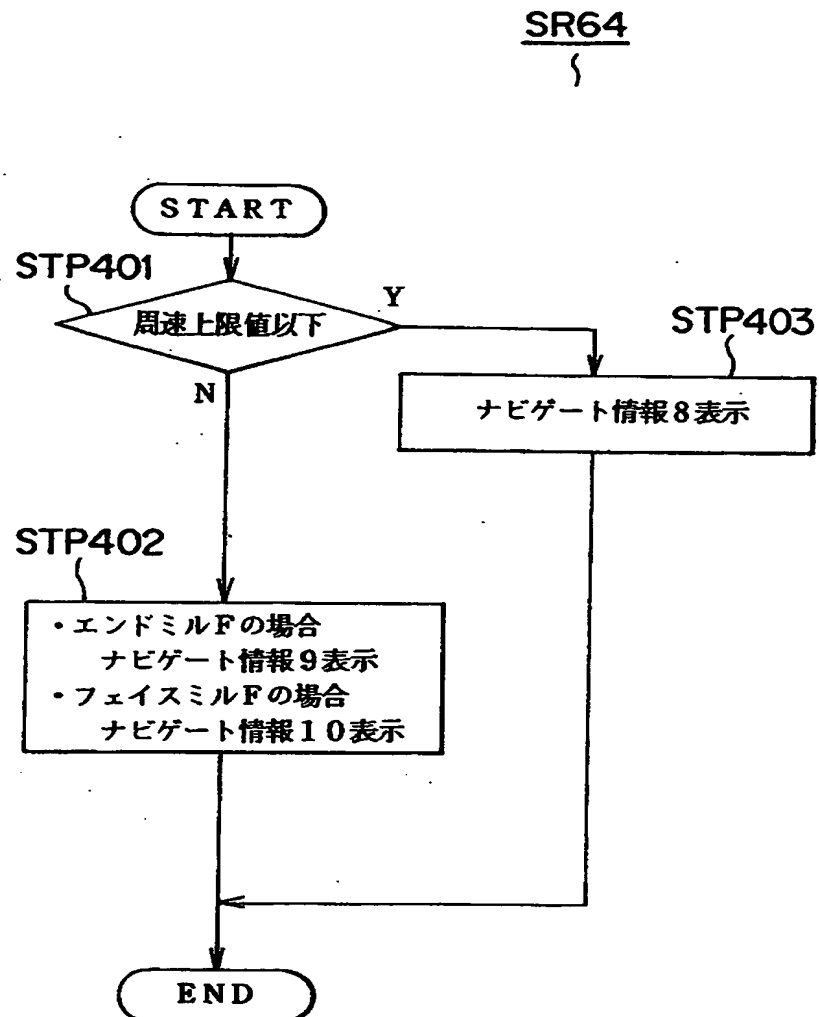 SR64
START
STP401
周速上限値以下
Y
N
STP403
ナビゲート情報8表示
STP402
・エンドミルFの場合
ナビゲート情報9表示
・フェイスミルFの場合
ナビゲート情報10表示
END